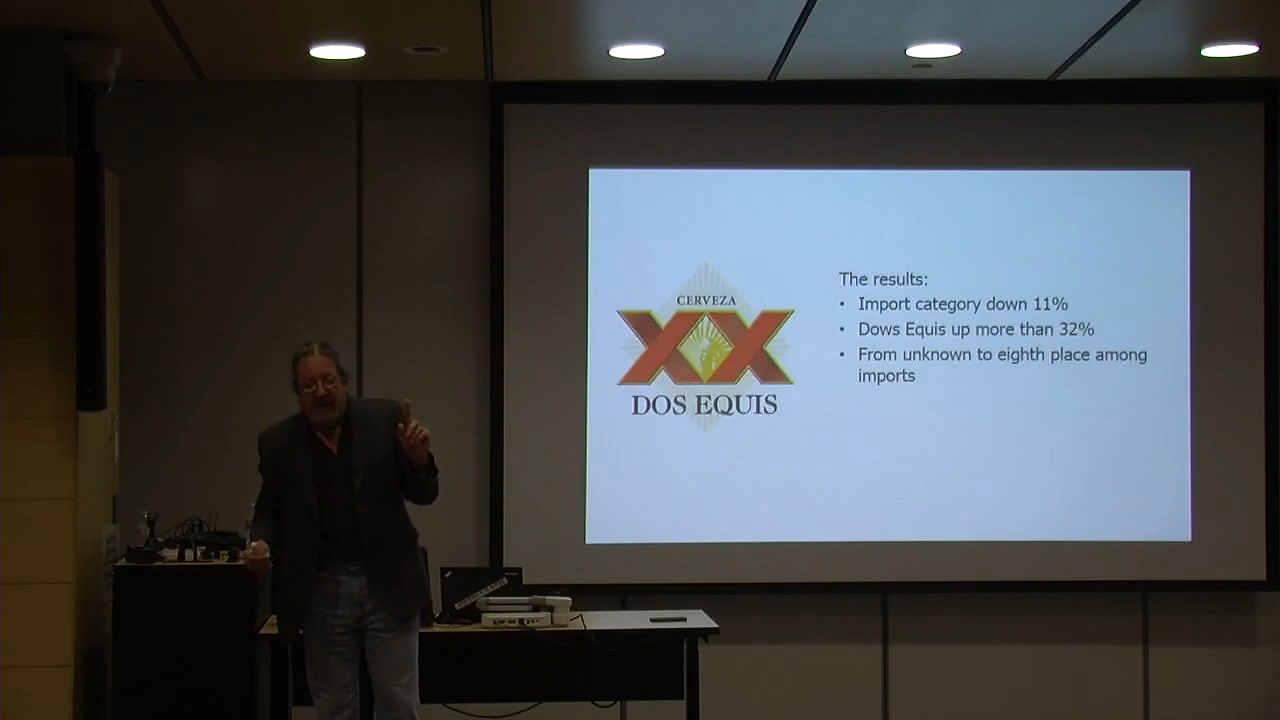 CERVEZA
XX
DOS EQUIS
The results:
• Import category down 11%
• Dows Equis up more than 32%
• From unknown to eighth place among
imports